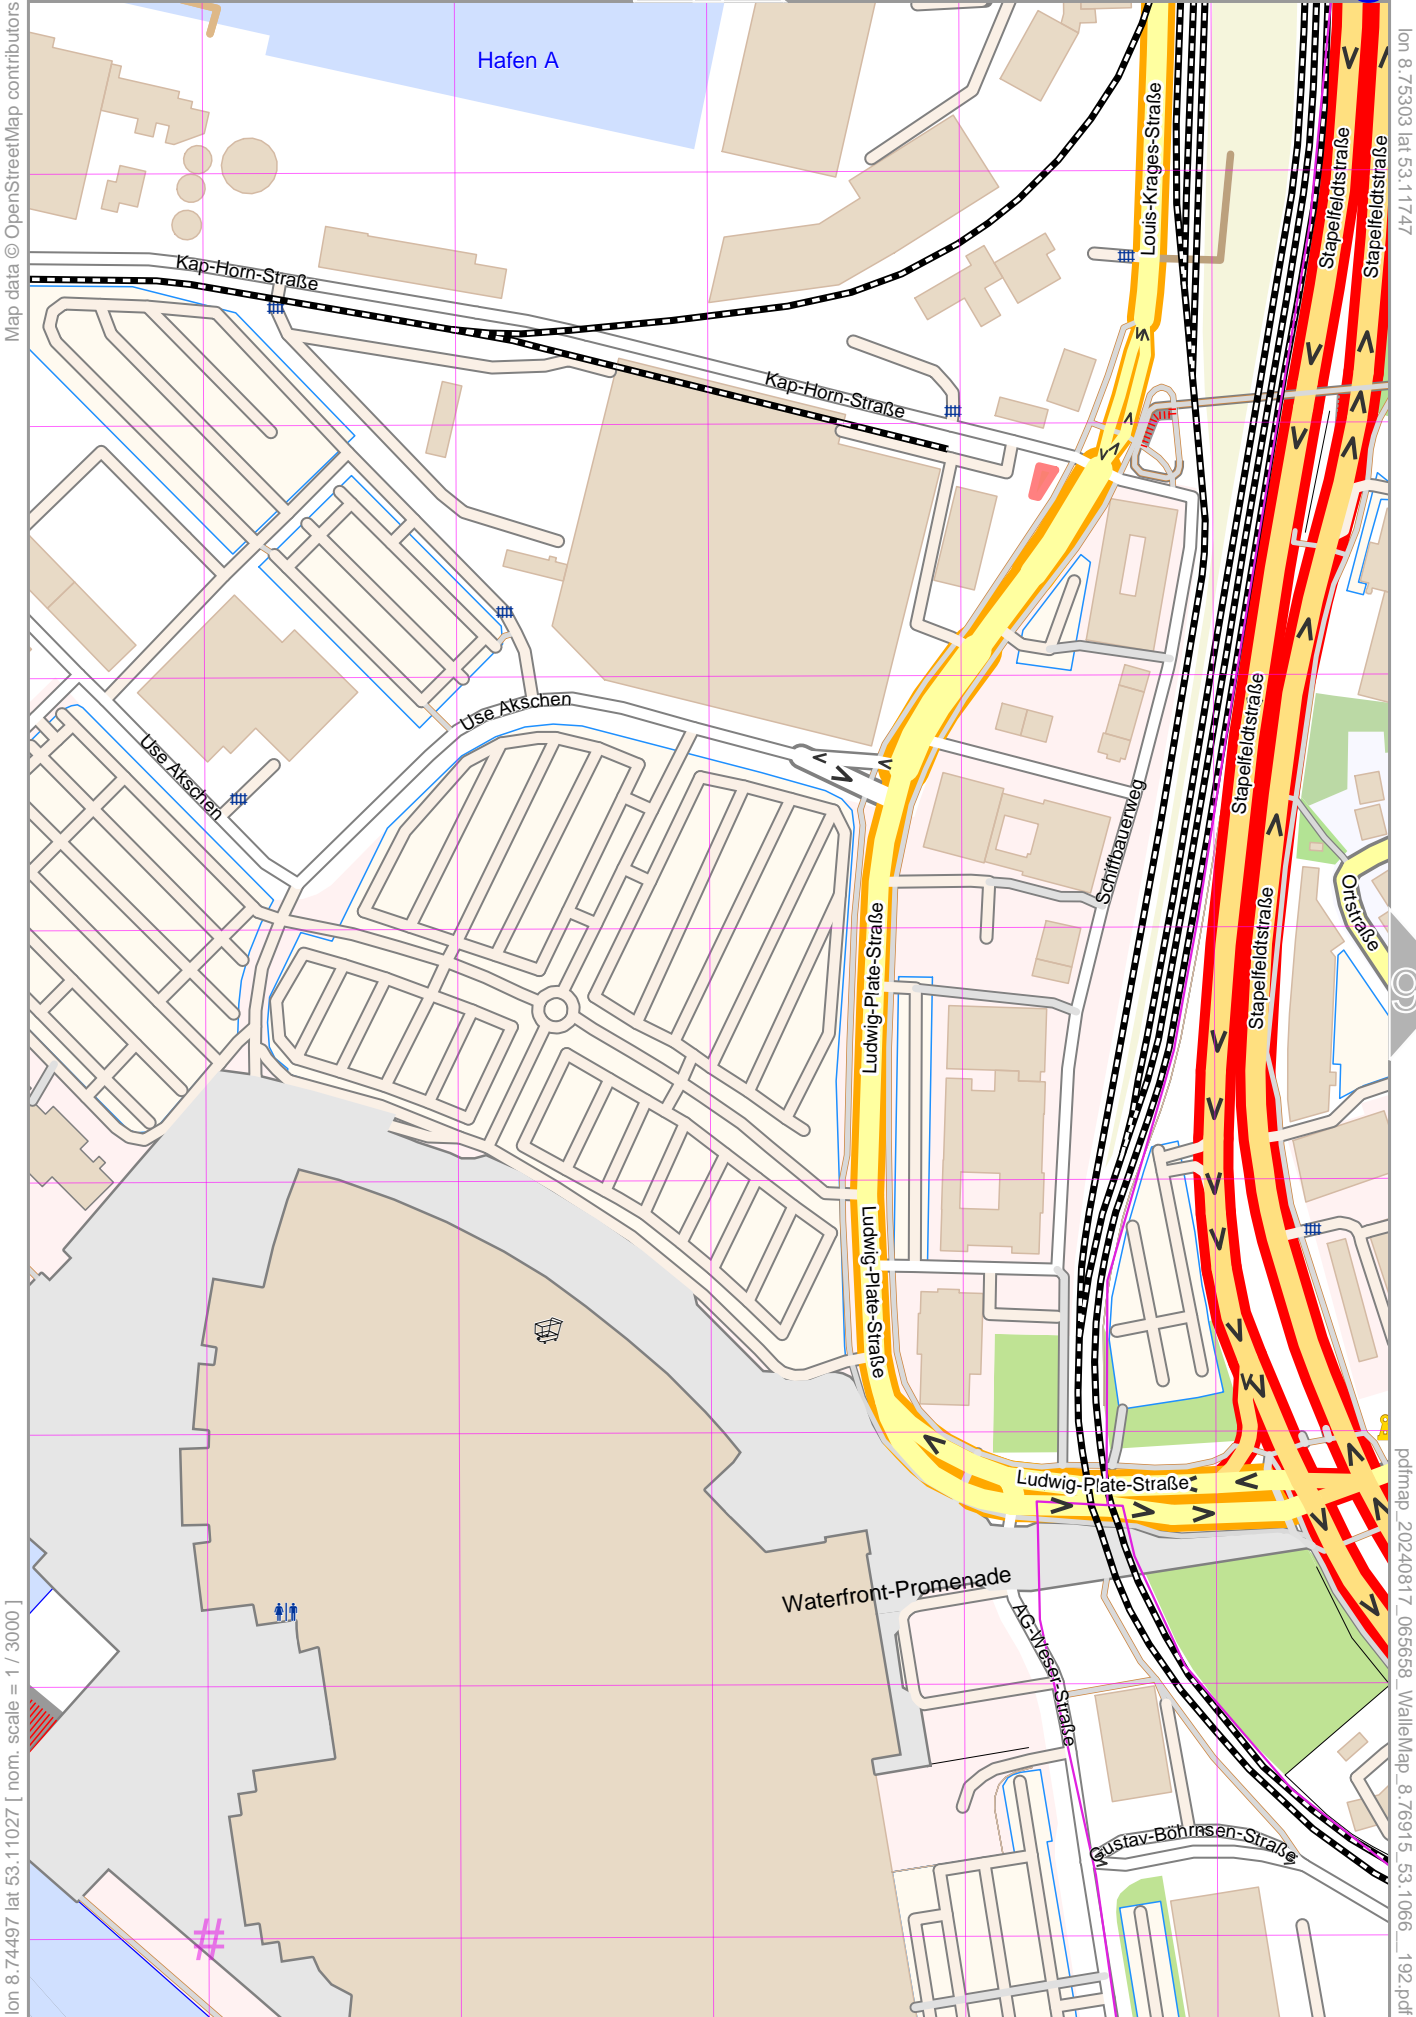 Map data © OpenStreetMap contributors
lon 8.75303 lat 53.11747
Hafen A
Louis-Krages-Straße
Stapelfeldtstraße
Stapelfeldtstraße
Kap-Horn-Straße
Kap-Horn-Straße
Use Akschen
Use Akschen
Stapelfeldtstraße
Schiffbauerweg
Ortstraße
Stapelfeldtstraße
Ludwig-Plate-Straße
9
Ludwig-Plate-Straße
Ludwig-Plate-Straße
Waterfront-Promenade
AG-Weser-Straße
Gustav-Böhrnsen-Straße
#
lon 8.74497 lat 53.11027 [ nom. scale = 1 / 3000 ]
pdfmap_20240817_065658_WalleMap_8.76915_53.1066__192.pdf